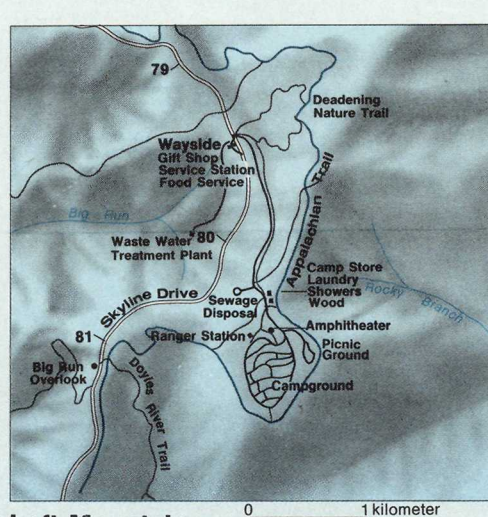 79
Deadening
Nature Trail
Wayside
Gift Shop
Service Station
Food Service
Appalachian Trail
Big Run
80
Waste Water
Treatment Plant
Camp Store
Laundry
Showers
Wood
Rocky Branch
Skyline Drive
Sewage
Disposal
Amphitheater
81
Ranger Station
Picnic
Ground
Big Run
Overlook
Doyles River Trail
Campground
0
1 kilometer